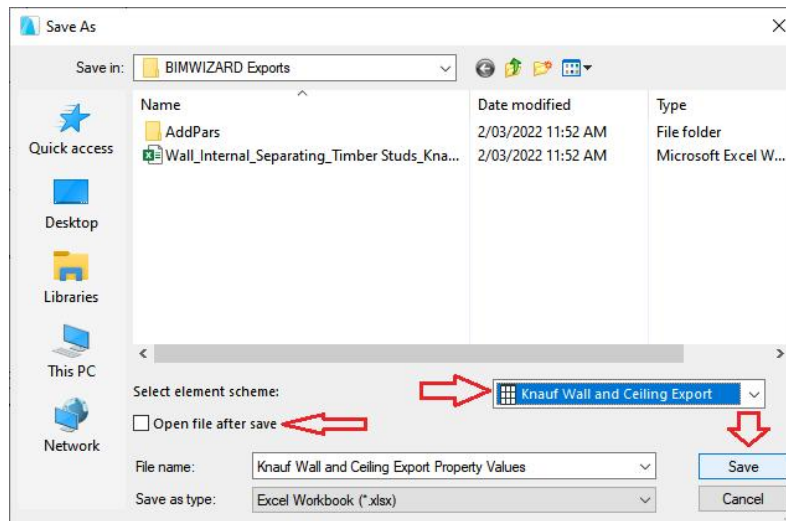 Save As
Save in: BIMWIZARD Exports
Name Date modified Type
AddPars 2/03/2022 11:52 AM File folder
Wall_Internal_Separating_Timber Studs_Kna... 2/03/2022 11:52 AM Microsoft Excel W...
Quick access
Desktop
Libraries
This PC
Network
Select element scheme: Knauf Wall and Ceiling Export
Open file after save
File name: Knauf Wall and Ceiling Export Property Values Save
Save as type: Excel Workbook (*.xlsx) Cancel